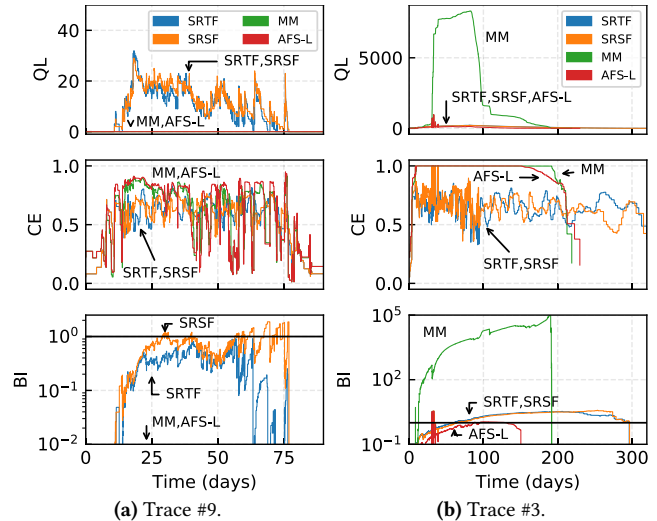 SRTF MM
SRSF AFS-L
40
20
0
QL
SRTF,SRSF
MM,AFS-L
1.0
0.5
0.0
CE
MM,AFS-L
SRTF,SRSF
10^0
10^-1
10^-2
BI
SRSF
SRTF
MM,AFS-L
0 25 50 75
Time (days)
(a) Trace #9.
5000
0
QL
SRTF
SRSF
MM
AFS-L
MM
SRTF,SRSF,AFS-L
1.0
0.5
0.0
CE
AFS-L
MM
SRTF,SRSF
10^5
10^2
10^-1
BI
MM
SRTF,SRSF
AFS-L
0 100 200 300
Time (days)
(b) Trace #3.